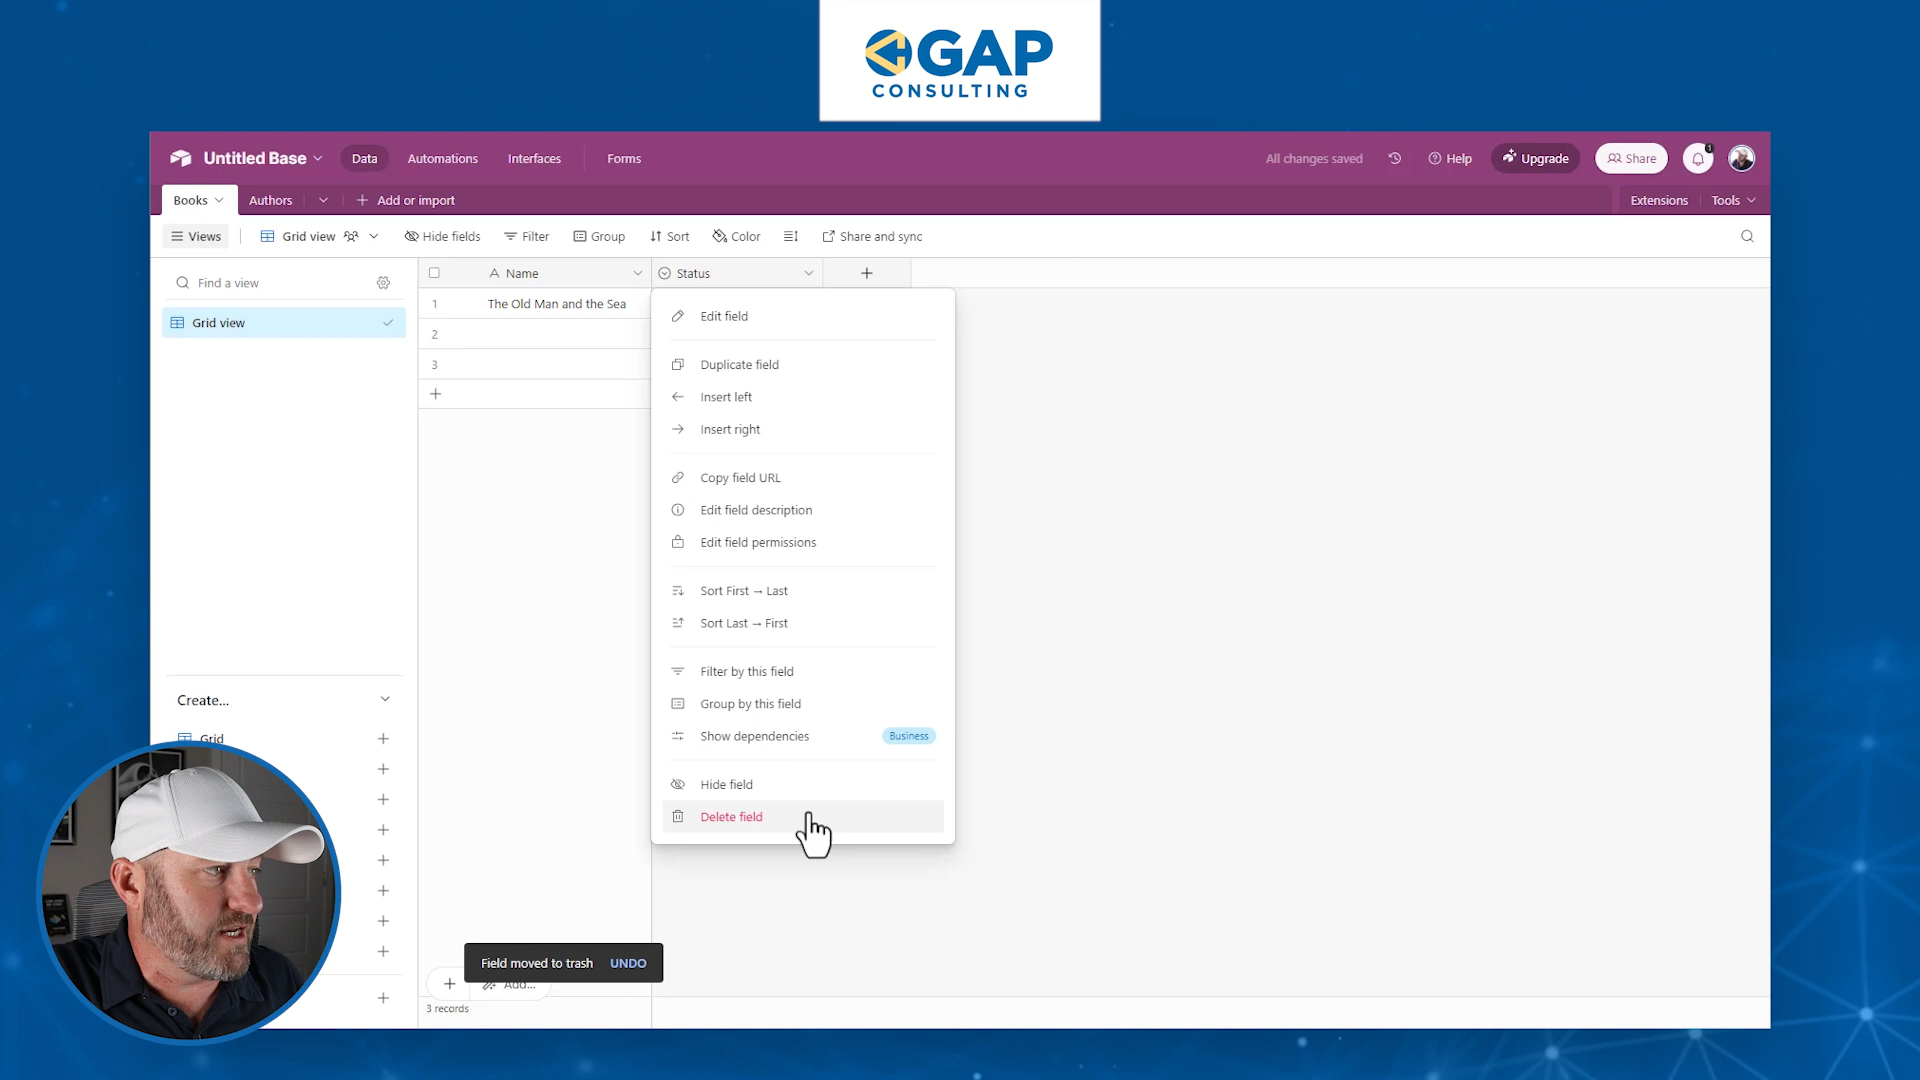 GAP
CONSULTING
Untitled Base
Data
Automations
Interfaces
Forms
All changes saved
Help
Upgrade
Share
1
Books
Authors
Add or import
Extensions
Tools
Views
Grid view
Hide fields
Filter
Group
Sort
Color
Share and sync
Find a view
Grid view
Name
Status
1
The Old Man and the Sea
2
3
Edit field
Duplicate field
Insert left
Insert right
Copy field URL
Edit field description
Edit field permissions
Sort First → Last
Sort Last → First
Filter by this field
Group by this field
Show dependencies
Business
Hide field
Delete field
Create...
Grid
Field moved to trash
UNDO
Add...
3 records